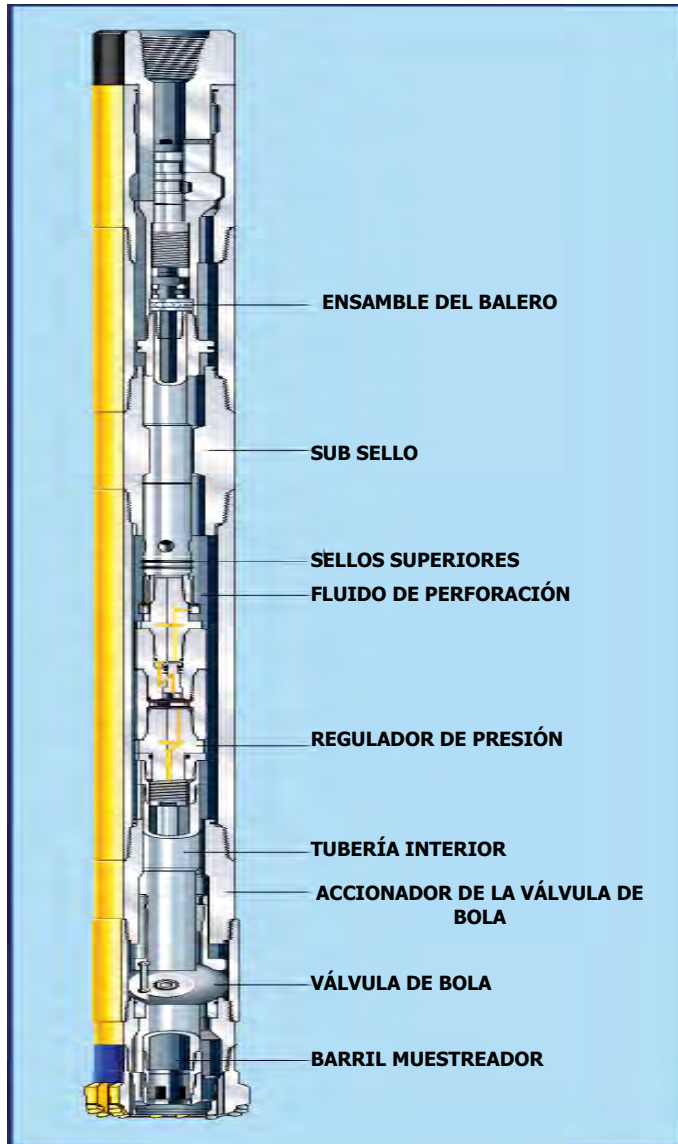 ENSAMBLE DEL BALERO
SUB SELLO
SELLOS SUPERIORES
FLUIDO DE PERFORACIÓN
REGULADOR DE PRESIÓN
TUBERÍA INTERIOR
ACCIONADOR DE LA VÁLVULA DE
BOLA
VÁLVULA DE BOLA
BARRIL MUESTREADOR